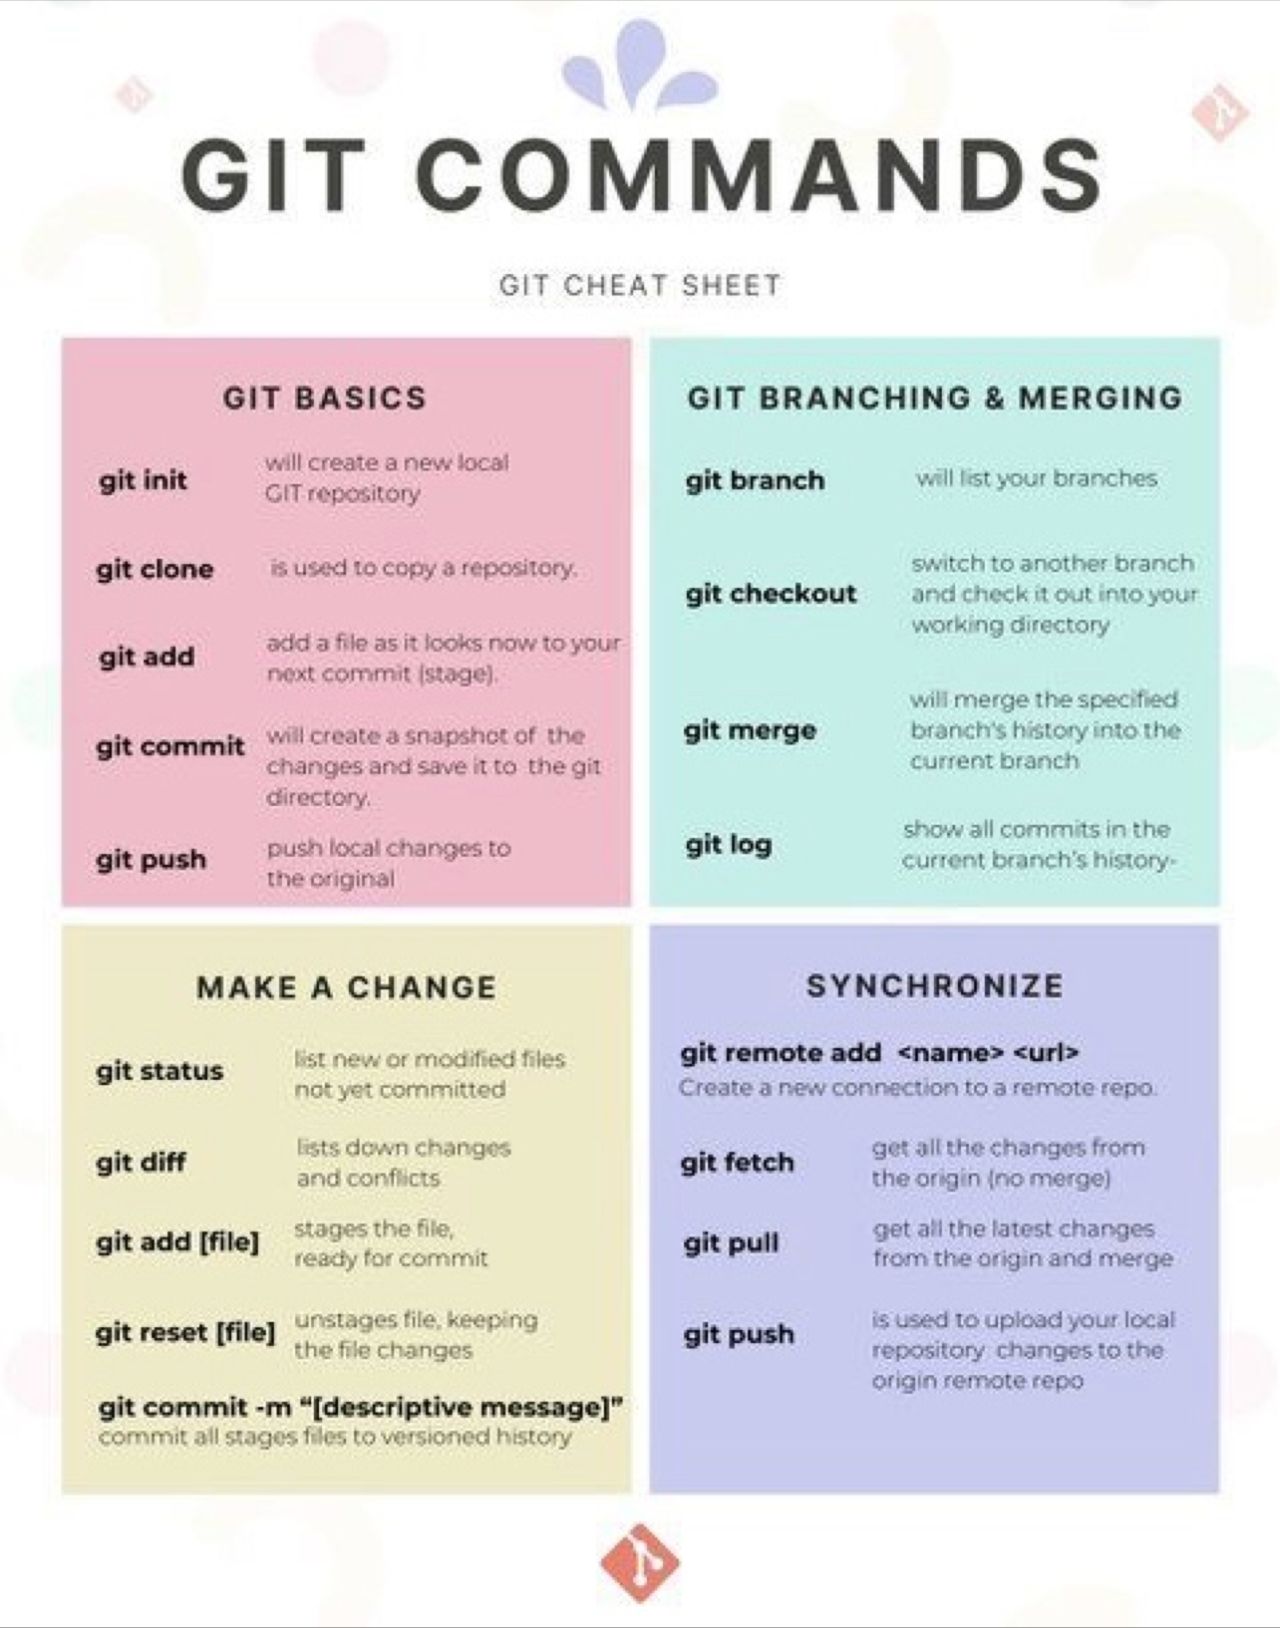 GIT COMMANDS
GIT CHEAT SHEET
GIT BASICS
git init
will create a new local
GIT repository
git clone
is used to copy a repository.
git add
add a file as it looks now to your
next commit (stage).
git commit
will create a snapshot of the
changes and save it to the git
directory.
git push
push local changes to
the original
GIT BRANCHING & MERGING
git branch
will list your branches
git checkout
switch to another branch
and check it out into your
working directory
git merge
will merge the specified
branch's history into the
current branch
git log
show all commits in the
current branch's history-
MAKE A CHANGE
git status
list new or modified files
not yet committed
git diff
lists down changes
and conflicts
git add [file]
stages the file,
ready for commit
git reset [file]
unstages file, keeping
the file changes
git commit -m “[descriptive message]”
commit all stages files to versioned history
SYNCHRONIZE
git remote add <name> <url>
Create a new connection to a remote repo.
git fetch
get all the changes from
the origin (no merge)
git pull
get all the latest changes
from the origin and merge
git push
is used to upload your local
repository changes to the
origin remote repo